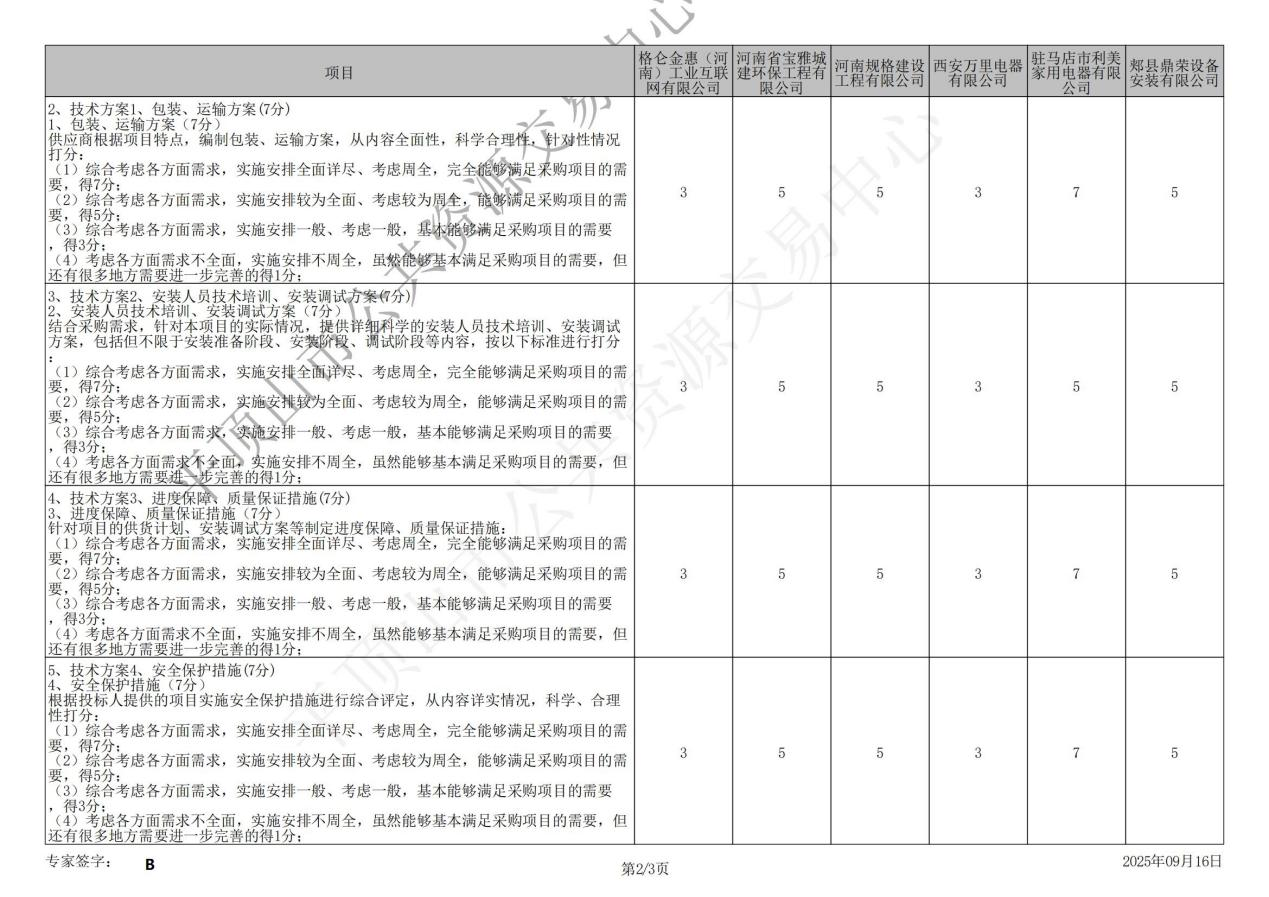 平顶山市公共资源交易中心
平顶山市公共资源交易中心
项目
格仑金惠（河
南）工业互联
网有限公司
河南省宝雅城
建环保工程有
限公司
河南规格建设
工程有限公司
西安万里电器
有限公司
驻马店市利美
家用电器有限
公司
郏县鼎荣设备
安装有限公司
2、技术方案1、包装、运输方案(7分)
1、包装、运输方案（7分）
供应商根据项目特点，编制包装、运输方案，从内容全面性，科学合理性，针对性情况
打分：
（1）综合考虑各方面需求，实施安排全面详尽、考虑周全，完全能够满足采购项目的需
要，得7分；
（2）综合考虑各方面需求，实施安排较为全面、考虑较为周全，能够满足采购项目的需
要，得5分；
（3）综合考虑各方面需求，实施安排一般、考虑一般，基本能够满足采购项目的需要
，得3分；
（4）考虑各方面需求不全面，实施安排不周全，虽然能够基本满足采购项目的需要，但
还有很多地方需要进一步完善的得1分；
3
5
5
3
7
5
3、技术方案2、安装人员技术培训、安装调试方案(7分)
2、安装人员技术培训、安装调试方案（7分）
结合采购需求，针对本项目的实际情况，提供详细科学的安装人员技术培训、安装调试
方案，包括但不限于安装准备阶段、安装阶段、调试阶段等内容，按以下标准进行打分
：
（1）综合考虑各方面需求，实施安排全面详尽、考虑周全，完全能够满足采购项目的需
要，得7分；
（2）综合考虑各方面需求，实施安排较为全面、考虑较为周全，能够满足采购项目的需
要，得5分；
（3）综合考虑各方面需求，实施安排一般、考虑一般，基本能够满足采购项目的需要
，得3分；
（4）考虑各方面需求不全面，实施安排不周全，虽然能够基本满足采购项目的需要，但
还有很多地方需要进一步完善的得1分；
3
5
5
3
5
5
4、技术方案3、进度保障、质量保证措施(7分)
3、进度保障、质量保证措施（7分）
针对项目的供货计划、安装调试方案等制定进度保障、质量保证措施：
（1）综合考虑各方面需求，实施安排全面详尽、考虑周全，完全能够满足采购项目的需
要，得7分；
（2）综合考虑各方面需求，实施安排较为全面、考虑较为周全，能够满足采购项目的需
要，得5分；
（3）综合考虑各方面需求，实施安排一般、考虑一般，基本能够满足采购项目的需要
，得3分；
（4）考虑各方面需求不全面，实施安排不周全，虽然能够基本满足采购项目的需要，但
还有很多地方需要进一步完善的得1分；
3
5
5
3
7
5
5、技术方案4、安全保护措施(7分)
4、安全保护措施（7分）
根据投标人提供的项目实施安全保护措施进行综合评定，从内容详实情况，科学、合理
性打分：
（1）综合考虑各方面需求，实施安排全面详尽、考虑周全，完全能够满足采购项目的需
要，得7分；
（2）综合考虑各方面需求，实施安排较为全面、考虑较为周全，能够满足采购项目的需
要，得5分；
（3）综合考虑各方面需求，实施安排一般、考虑一般，基本能够满足采购项目的需要
，得3分；
（4）考虑各方面需求不全面，实施安排不周全，虽然能够基本满足采购项目的需要，但
还有很多地方需要进一步完善的得1分；
3
5
5
3
7
5
专家签字： B
第2/3页
2025年09月16日